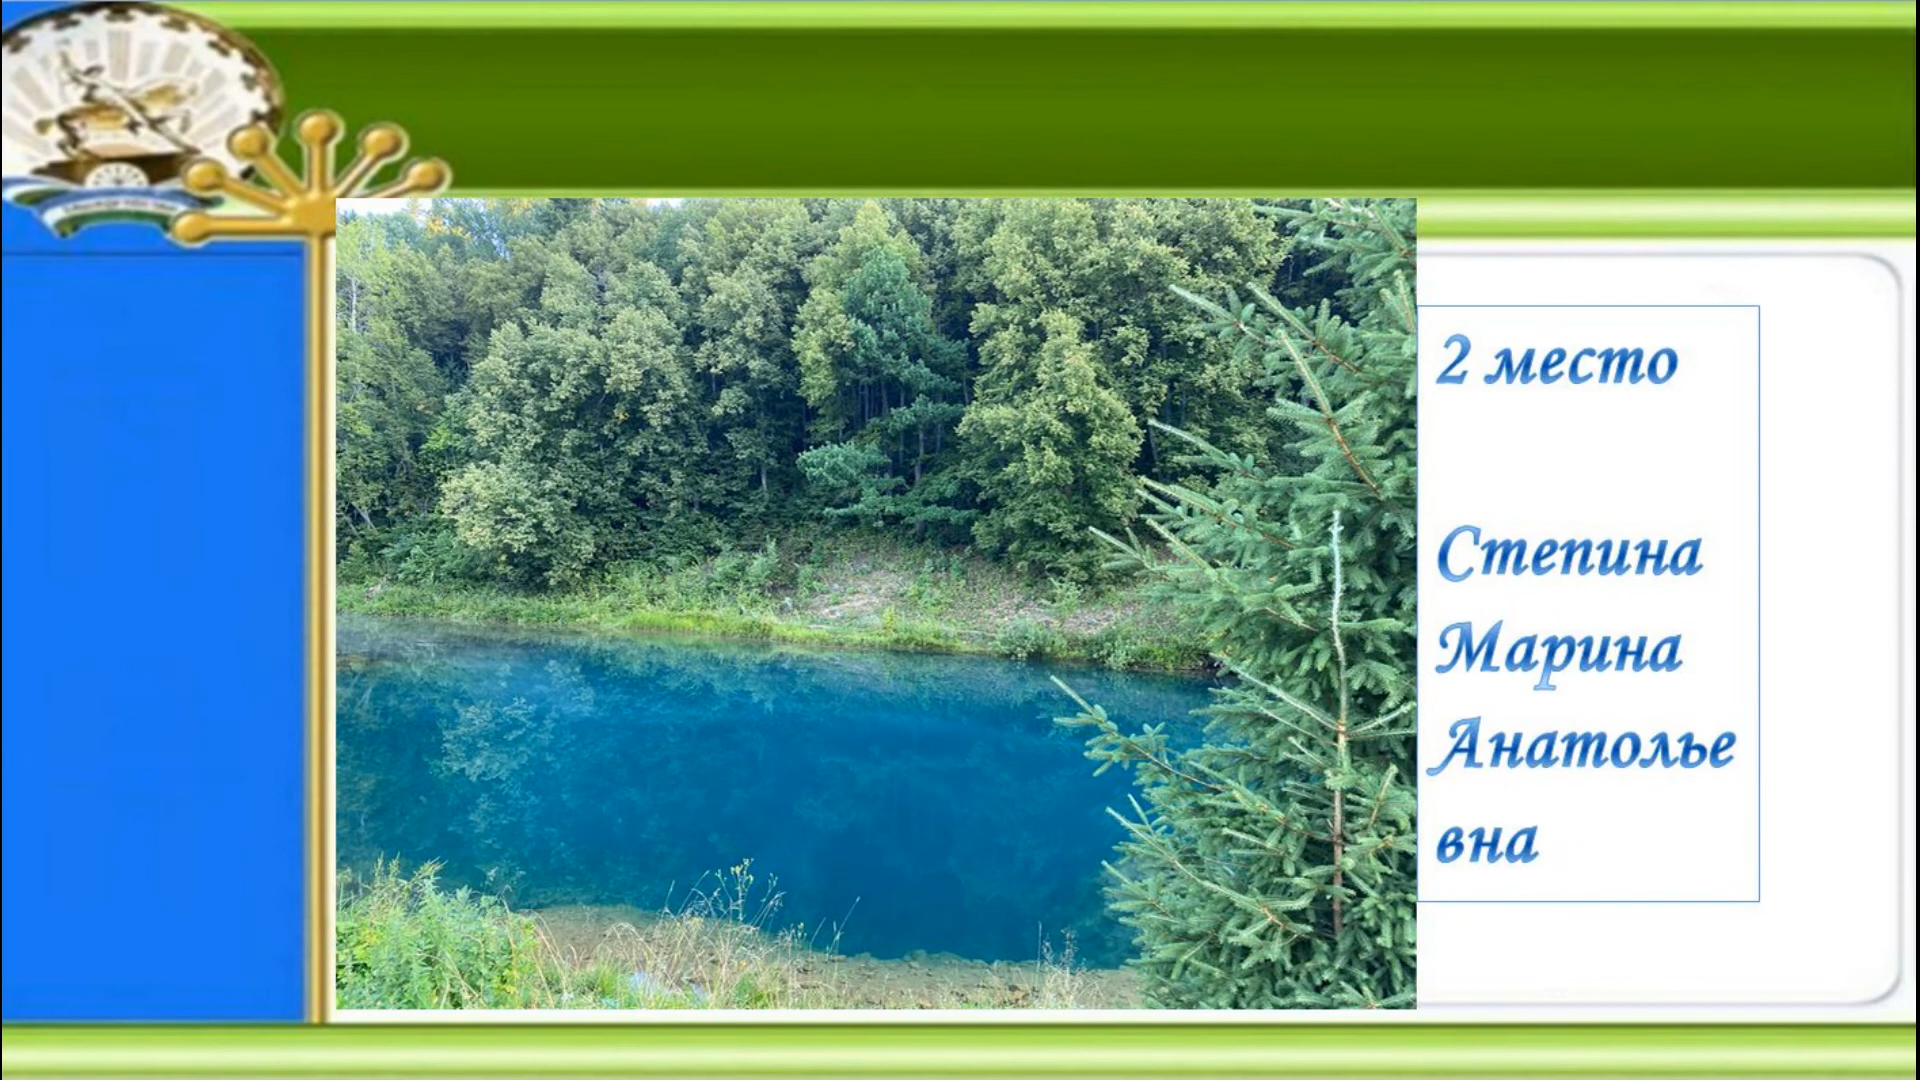 2 место
Степина
Марина
Анатолье
вна